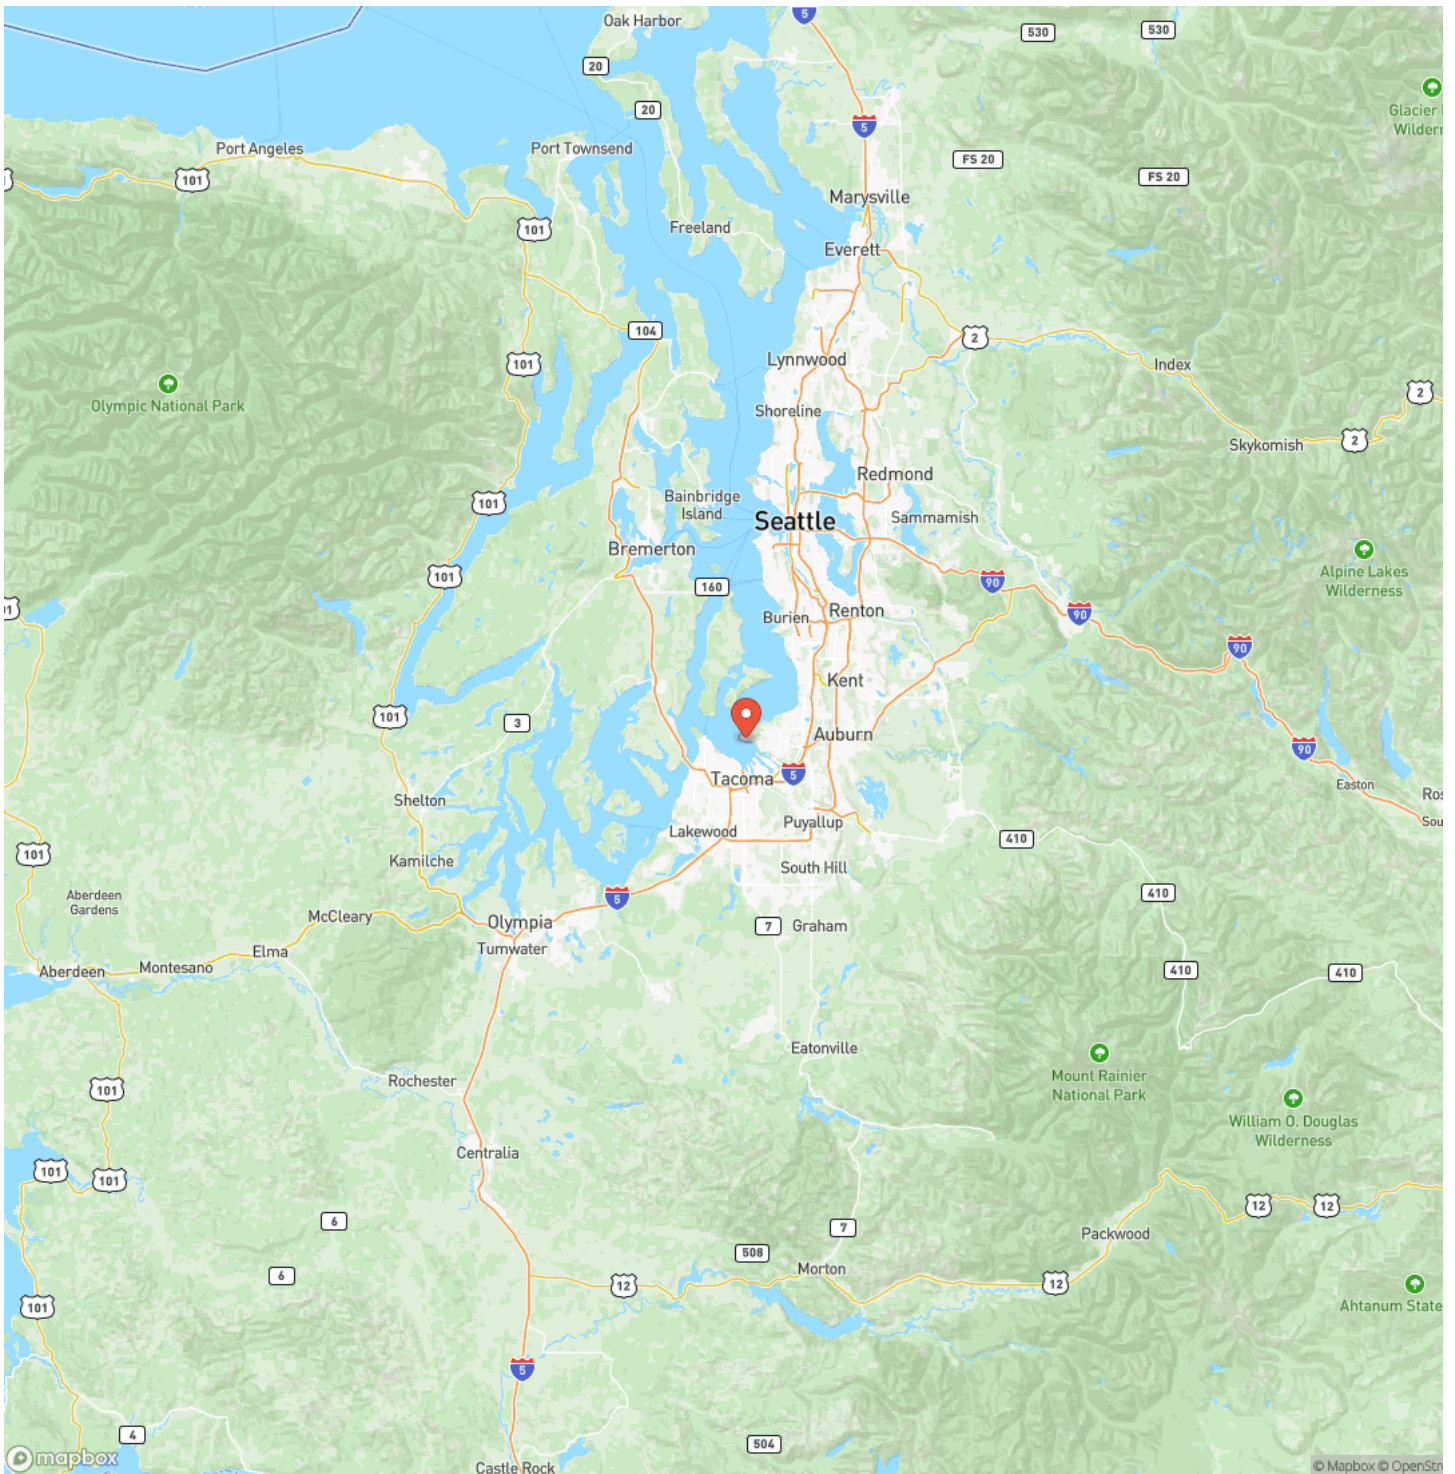 5
Oak Harbor
530
530
20
20
Glacier
Wilder
5
Port Angeles
Port Townsend
FS 20
101
FS 20
Marysville
101
Freeland
Everett
104
2
Lynnwood
Index
101
Olympic National Park
2
Shoreline
2
Skykomish
Redmond
101
Bainbridge
Island
Sammamish
Seattle
Bremerton
101
160
90
Alpine Lakes
Wilderness
Burien
Renton
90
90
Kent
101
3
Auburn
90
Tacoma
5
Easton
Shelton
Puyallup
Lakewood
410
101
Kamilche
South Hill
Aberdeen
Gardens
410
5
McCleary
Olympia
7
Graham
Tumwater
Elma
Aberdeen
Montesano
410
410
Eatonville
Mount Rainier
National Park
Rochester
101
William O. Douglas
Wilderness
Centralia
101
101
12
12
6
7
Packwood
508
6
Morton
12
12
101
Ahtanum State
5
4
504
mapbox
Castle Rock
© Mapbox © OpenStr